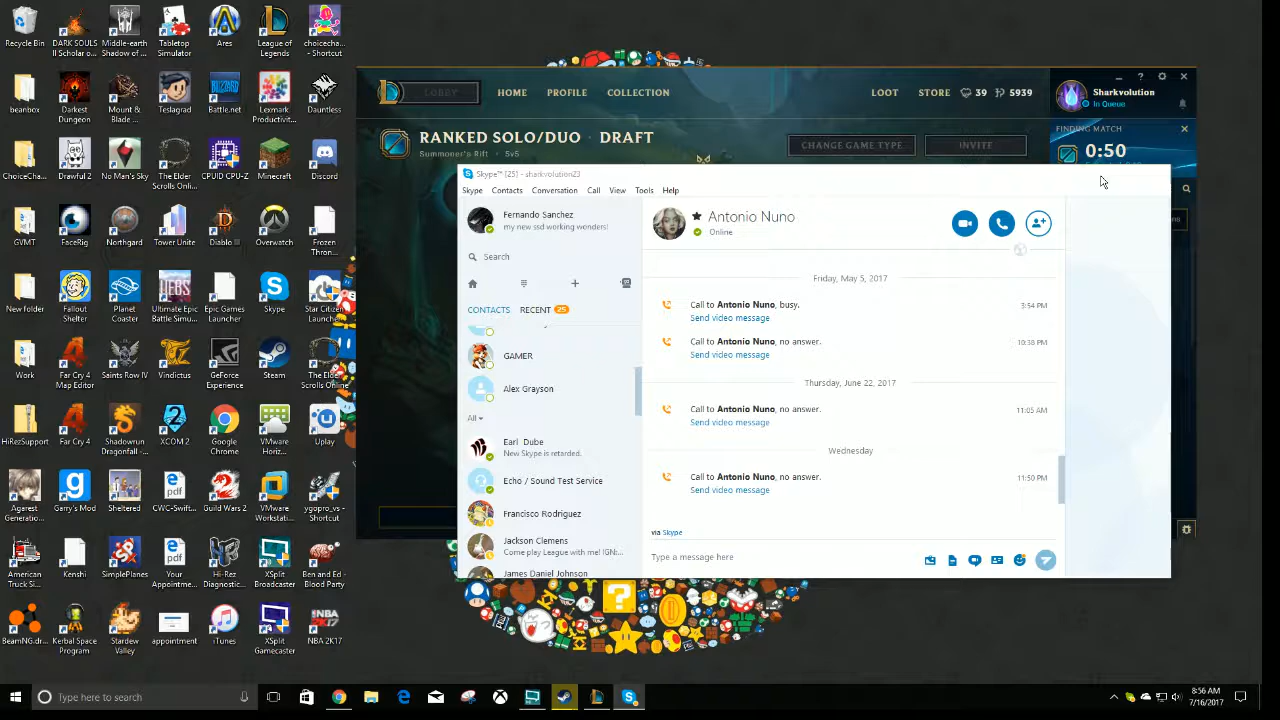 Recycle Bin
DARK SOULS
II Scholar o...
Middle-earth
Shadow of ...
Tabletop
Simulator
Ares
League of
Legends
choicecha...
- Shortcut
beanbox
Darkest
Dungeon
Mount &
Blade ...
Teslagrad
Battle.net
Lexmark
Productivit...
Dauntless
ChoiceCha...
Drawful 2
No Man's Sky
The Elder
Scrolls Onli...
CPUID CPU-Z
Minecraft
Discord
GVMT
FaceRig
Northgard
Tower Unite
Diablo III
Overwatch
Frozen
Throne
New Folder
Fallout
Shelter
Planet
Coaster
Ultimate Epic
Battle Simula...
Epic Games
Launcher
Skype
Star Citizen
Launcher
Work
Far Cry 4
Map Editor
Saints Row IV
Vindictus
GeForce
Experience
Steam
The Elder
Scrolls Onli...
HiRezSupport
Far Cry 4
Shadowrun
Dragonfall -...
XCOM 2
Google
Chrome
VMware
Horiz...
Uplay
Agarest
Generatio...
Garry's Mod
Sheltered
CWC-Swift...
Guild Wars 2
VMware
Workstati...
ygopro_vs -
Shortcut
American
Truck Si...
Kenshi
SimplePlanes
Your
Appointme...
Hi-Rez
Diagnostic...
XSplit
Broadcaster
Ben and Ed -
Blood Party
BeamNG.dr...
Kerbal Space
Program
Stardew
Valley
appointment
iTunes
XSplit
Gamecaster
NBA 2K17
LOBBY
HOME
PROFILE
COLLECTION
LOOT
STORE
39
5939
Sharkvolution
In Queue
RANKED SOLO/DUO · DRAFT
Summoner's Rift · 5v5
CHANGE GAME TYPE
INVITE
FINDING MATCH
0:50
Skype™ [25] - sharkvolution23
Skype Contacts Conversation Call View Tools Help
Fernando Sanchez
my new ssd working wonders!
Search
CONTACTS
RECENT 25
GAMER
Alex Grayson
All
Earl Dube
New Skype is retarded.
Echo / Sound Test Service
Francisco Rodriguez
Jackson Clemens
Come play League with me! IGN:...
James Daniel Johnson
Antonio Nuno
Online
Friday, May 5, 2017
Call to Antonio Nuno, busy. 3:54 PM
Send video message
Call to Antonio Nuno, no answer. 10:38 PM
Send video message
Thursday, June 22, 2017
Call to Antonio Nuno, no answer. 11:05 AM
Send video message
Wednesday
Call to Antonio Nuno, no answer. 11:50 PM
Send video message
via Skype
Type a message here
Type here to search
8:56 AM
7/16/2017